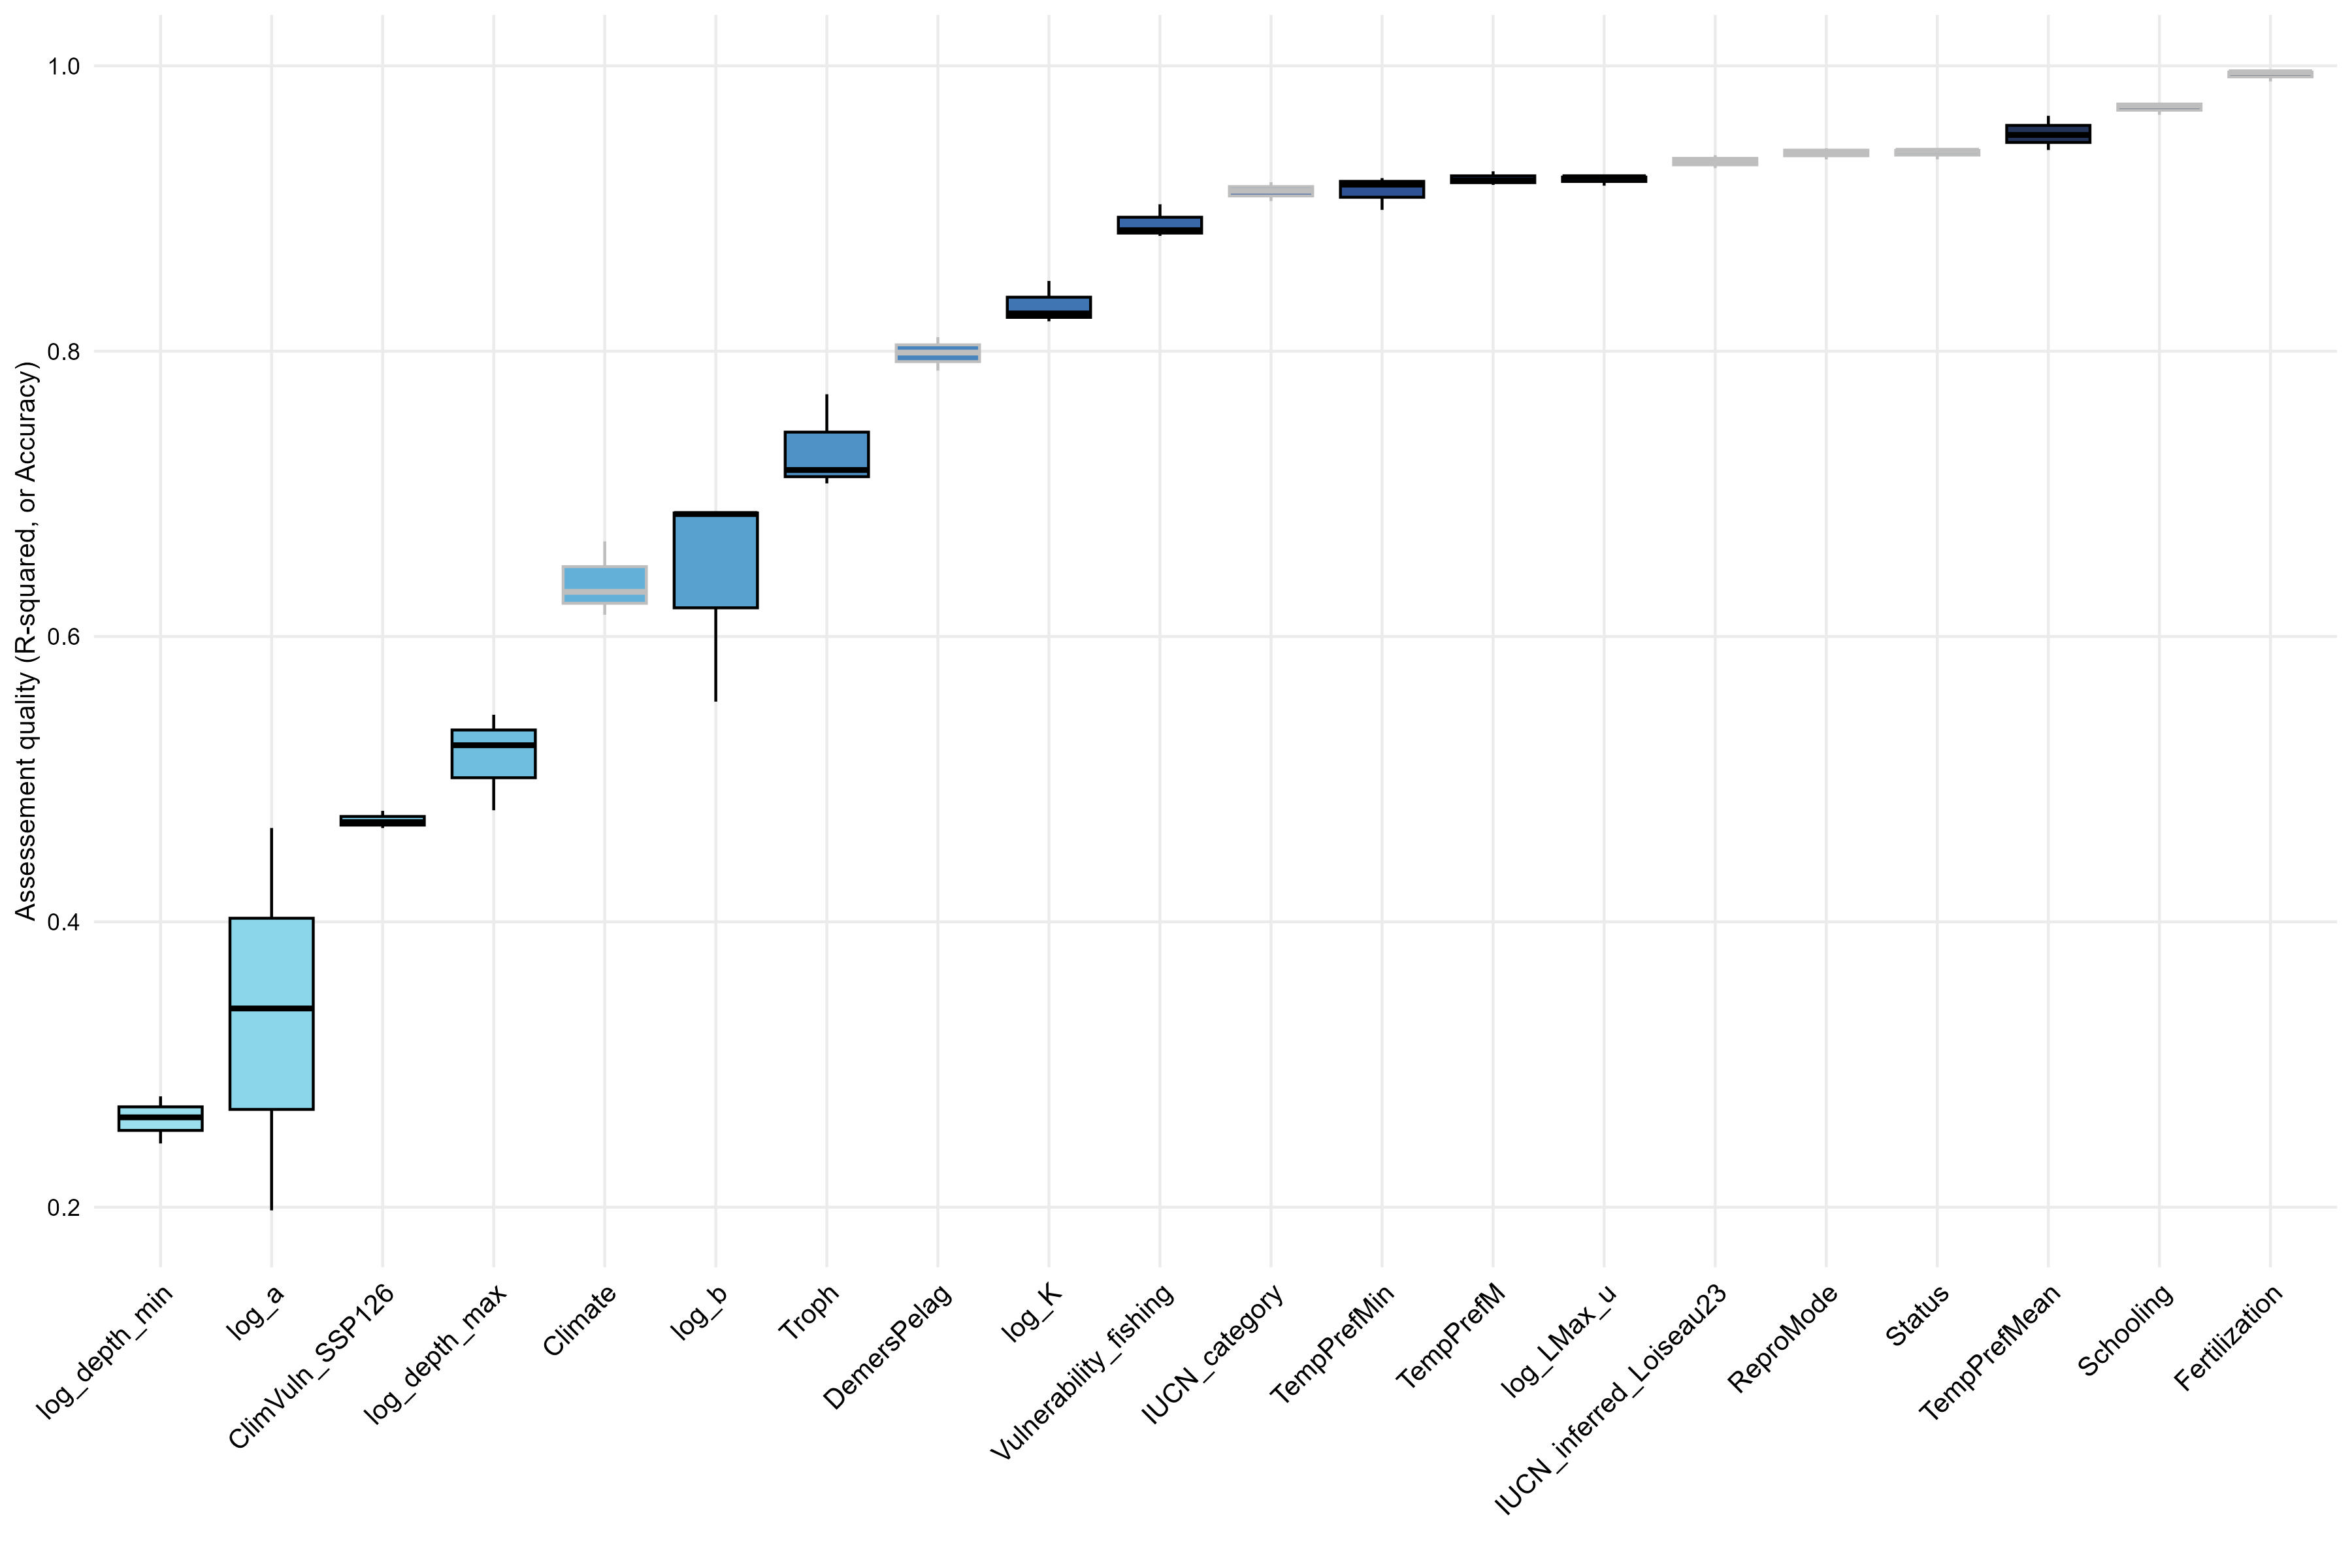 Assessement quality (R-squared, or Accuracy)
1.0
0.8
0.6
0.4
0.2
log_depth_min
log_a
ClimVuln_SSP126
log_depth_max
Climate
log_b
Troph
DemersPelag
log_K
Vulnerability_fishing
IUCN_category
TempPrefMin
TempPrefM
log_LMax_u
IUCN_inferred_Loiseau23
ReproMode
Status
TempPrefMean
Schooling
Fertilization